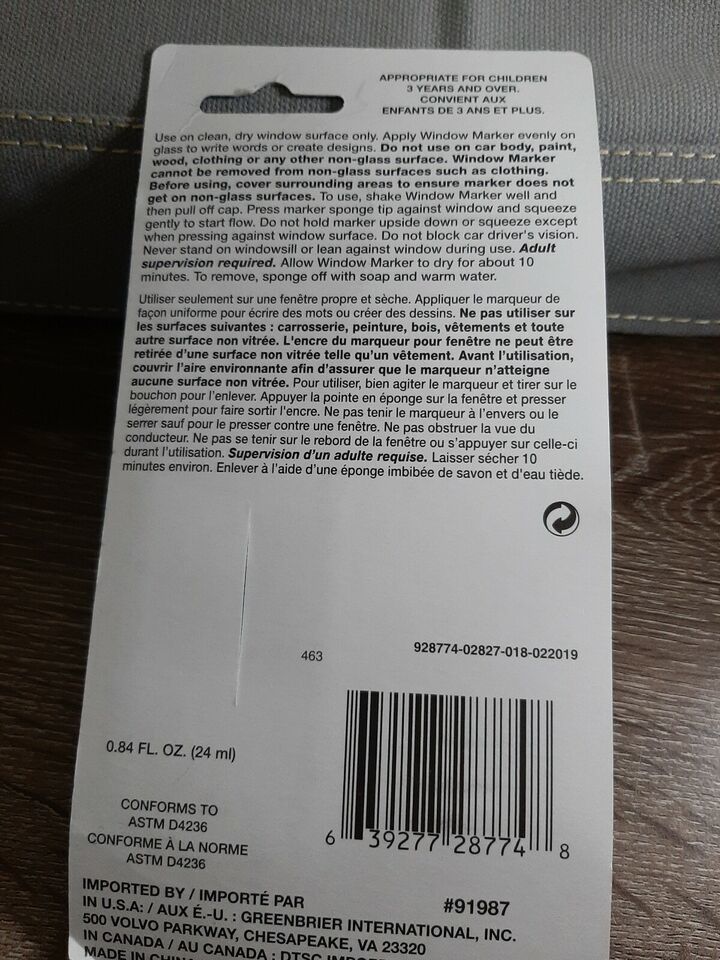 APPROPRIATE FOR CHILDREN
3 YEARS AND OVER.
CONVIENT AUX
ENFANTS DE 3 ANS ET PLUS.
Use on clean, dry window surface only. Apply Window Marker evenly on
glass to write words or create designs. Do not use on car body, paint,
wood, clothing or any other non-glass surface. Window Marker
cannot be removed from non-glass surfaces such as clothing.
Before using, cover surrounding areas to ensure marker does not
get on non-glass surfaces. To use, shake Window Marker well and
then pull off cap. Press marker sponge tip against window and squeeze
gently to start flow. Do not hold marker upside down or squeeze except
when pressing against window surface. Do not block car driver's vision.
Never stand on windowsill or lean against window during use. Adult
supervision required. Allow Window Marker to dry for about 10
minutes. To remove, sponge off with soap and warm water.
Utiliser seulement sur une fenêtre propre et sèche. Appliquer le marqueur de
façon uniforme pour écrire des mots ou créer des dessins. Ne pas utiliser sur
les surfaces suivantes : carrosserie, peinture, bois, vêtements et toute
autre surface non vitrée. L'encre du marqueur pour fenêtre ne peut être
retirée d'une surface non vitrée telle qu'un vêtement. Avant l'utilisation,
couvrir l'aire environnante afin d'assurer que le marqueur n'atteigne
aucune surface non vitrée. Pour utiliser, bien agiter le marqueur et tirer sur le
bouchon pour l'enlever. Appuyer la pointe en éponge sur la fenêtre et presser
légèrement pour faire sortir l'encre. Ne pas tenir le marqueur à l'envers ou le
serrer sauf pour le presser contre une fenêtre. Ne pas obstruer la vue du
conducteur. Ne pas se tenir sur le rebord de la fenêtre ou s'appuyer sur celle-ci
durant l'utilisation. Supervision d'un adulte requise. Laisser sécher 10
minutes environ. Enlever à l'aide d'une éponge imbibée de savon et d'eau tiède.
463
928774-02827-018-022019
0.84 FL. OZ. (24 ml)
CONFORMS TO
ASTM D4236
CONFORME À LA NORME
ASTM D4236
6 39277 28774 8
#91987
IMPORTED BY / IMPORTÉ PAR
IN U.S.A: / AUX É.-U. : GREENBRIER INTERNATIONAL, INC.
500 VOLVO PARKWAY, CHESAPEAKE, VA 23320
IN CANADA / AU CANADA : DTSC
MADE IN